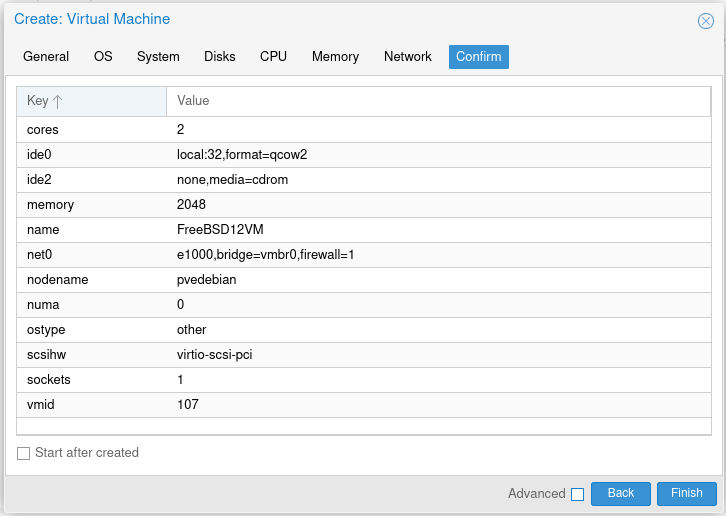 Create: Virtual Machine
General OS System Disks CPU Memory Network Confirm
Key Value
cores 2
ide0 local:32,format=qcow2
ide2 none,media=cdrom
memory 2048
name FreeBSD12VM
net0 e1000,bridge=vmbr0,firewall=1
nodename pvedebian
numa 0
ostype other
scsihw virtio-scsi-pci
sockets 1
vmid 107
Start after created
Advanced Back Finish